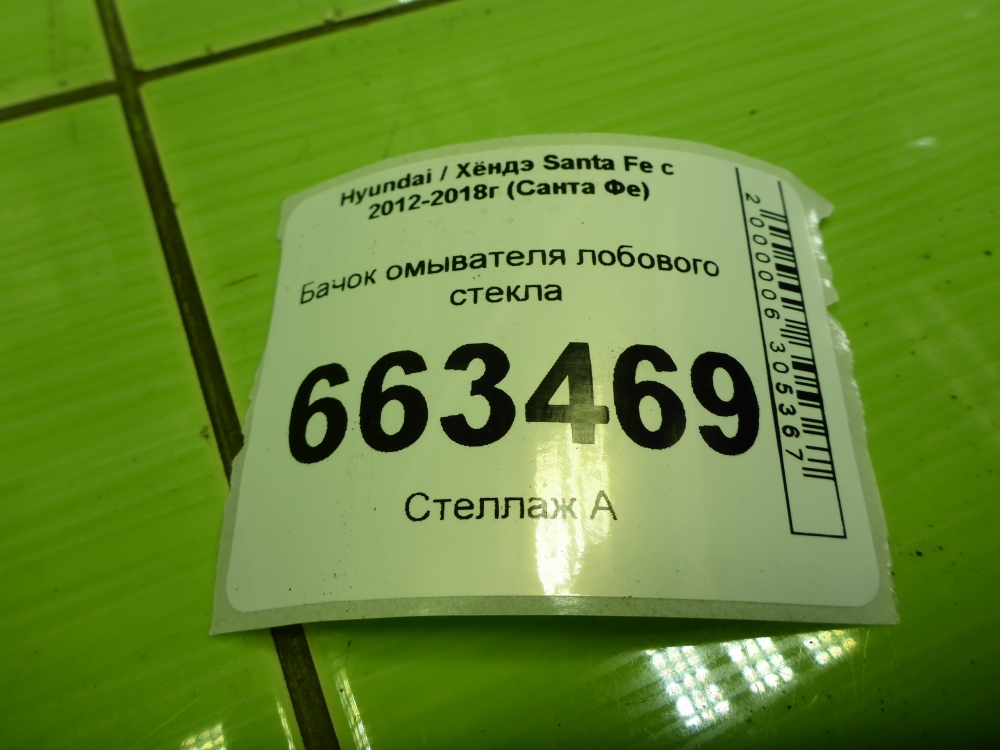 Hyundai / Хёндэ Santa Fe с
2012-2018г (Санта Фе)
Бачок омывателя лобового
стекла
663469
Стеллаж А
2000006305367